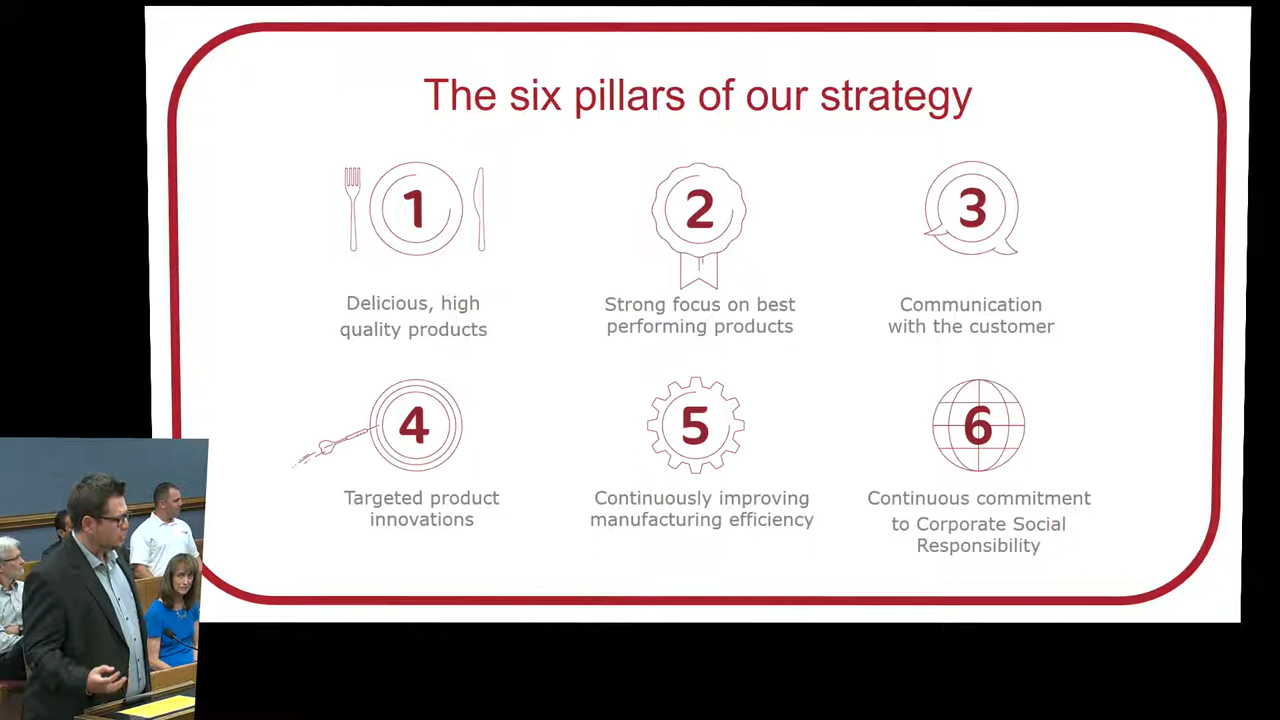 The six pillars of our strategy
1
2
3
Delicious, high
quality products
Strong focus on best
performing products
Communication
with the customer
4
5
6
Targeted product
innovations
Continuously improving
manufacturing efficiency
Continuous commitment
to Corporate Social
Responsibility